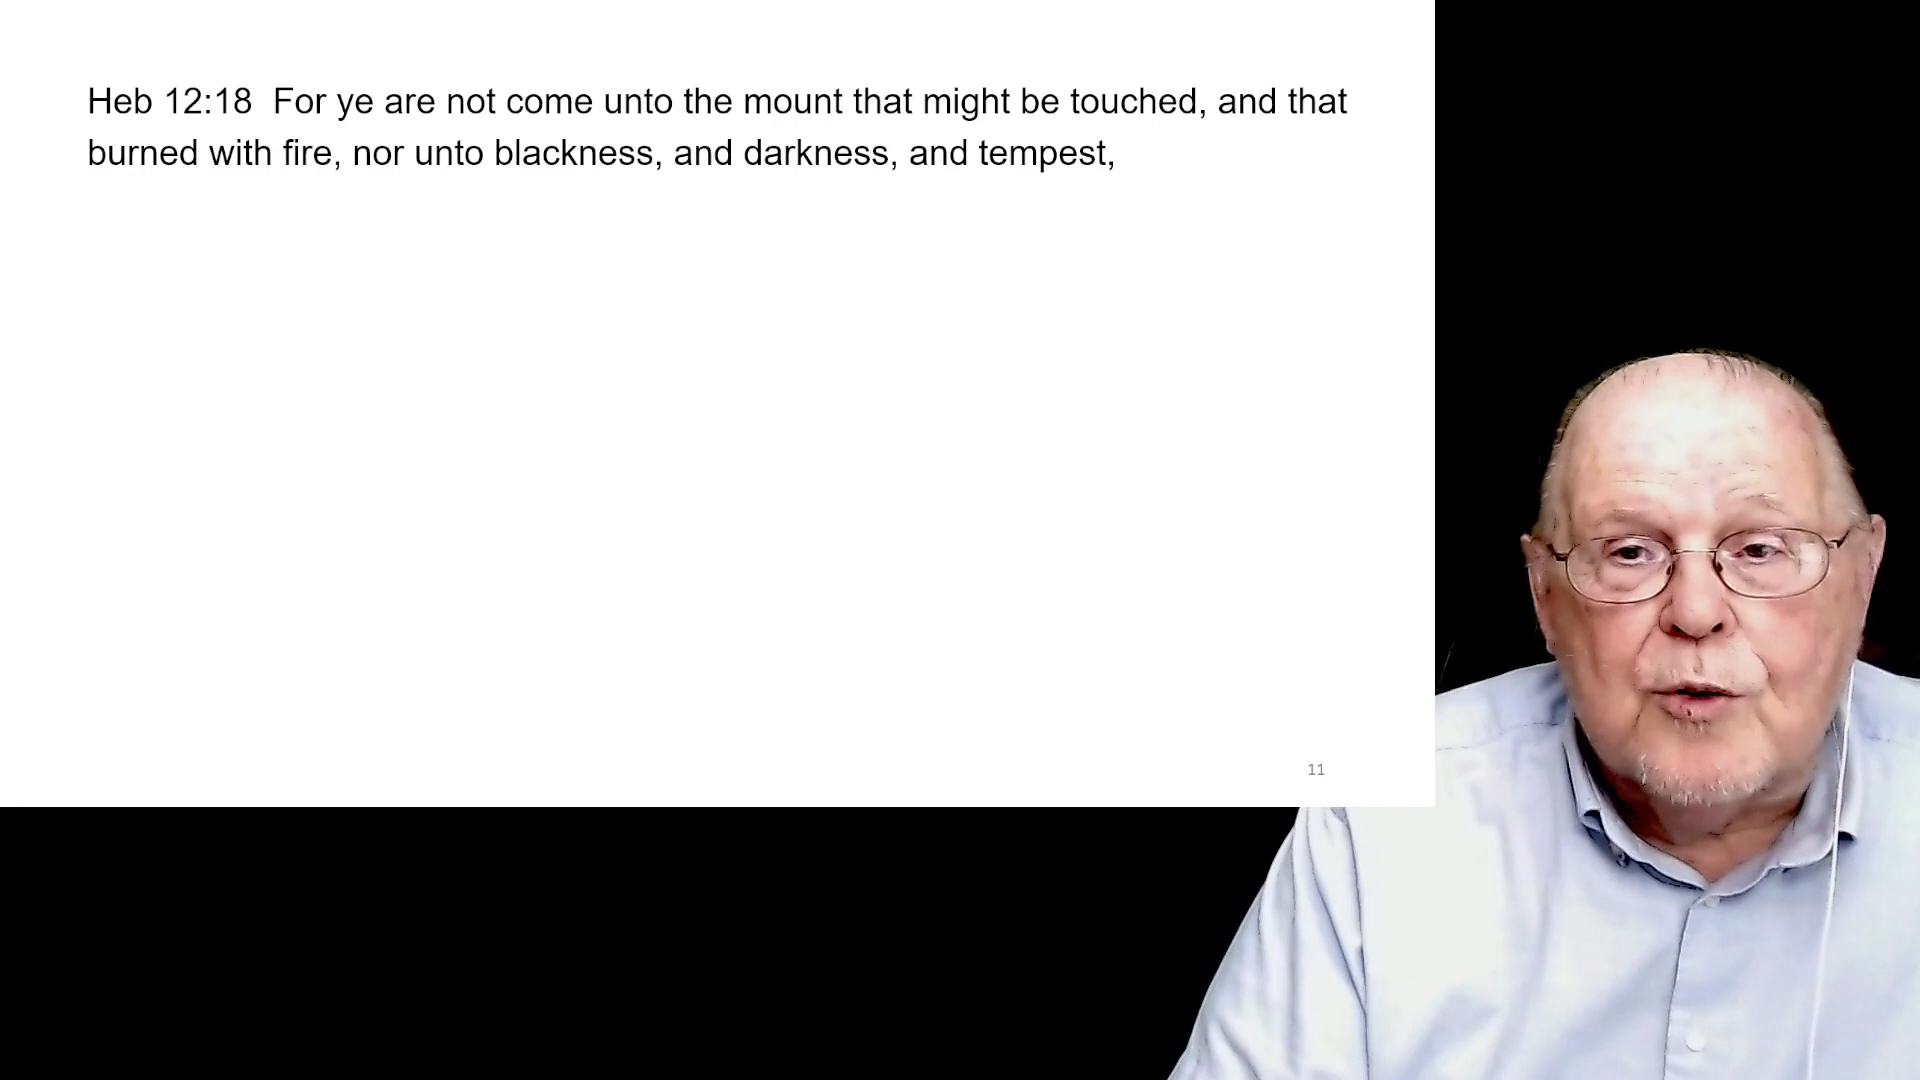 Heb 12:18  For ye are not come unto the mount that might be touched, and that
burned with fire, nor unto blackness, and darkness, and tempest,
11